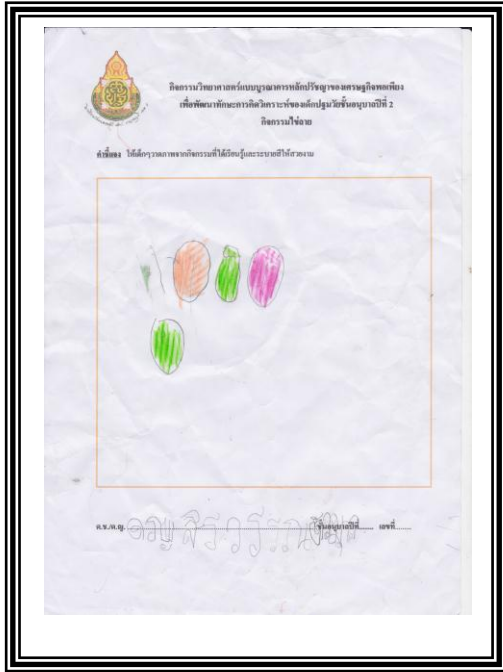 กิจกรรมวิทยาศาสตร์แบบบูรณาการหลักปรัชญาของเศรษฐกิจพอเพียง
เพื่อพัฒนาทักษะการคิดวิเคราะห์ของเด็กปฐมวัยชั้นอนุบาลปีที่ 2
กิจกรรมไข่ลาย
คำชี้แจง ให้เด็กๆวาดภาพจากกิจกรรมที่ได้เรียนรู้และระบายสีให้สวยงาม
ด.ช./ด.ญ. ชั้นอนุบาลปีที่....... เลขที่.......